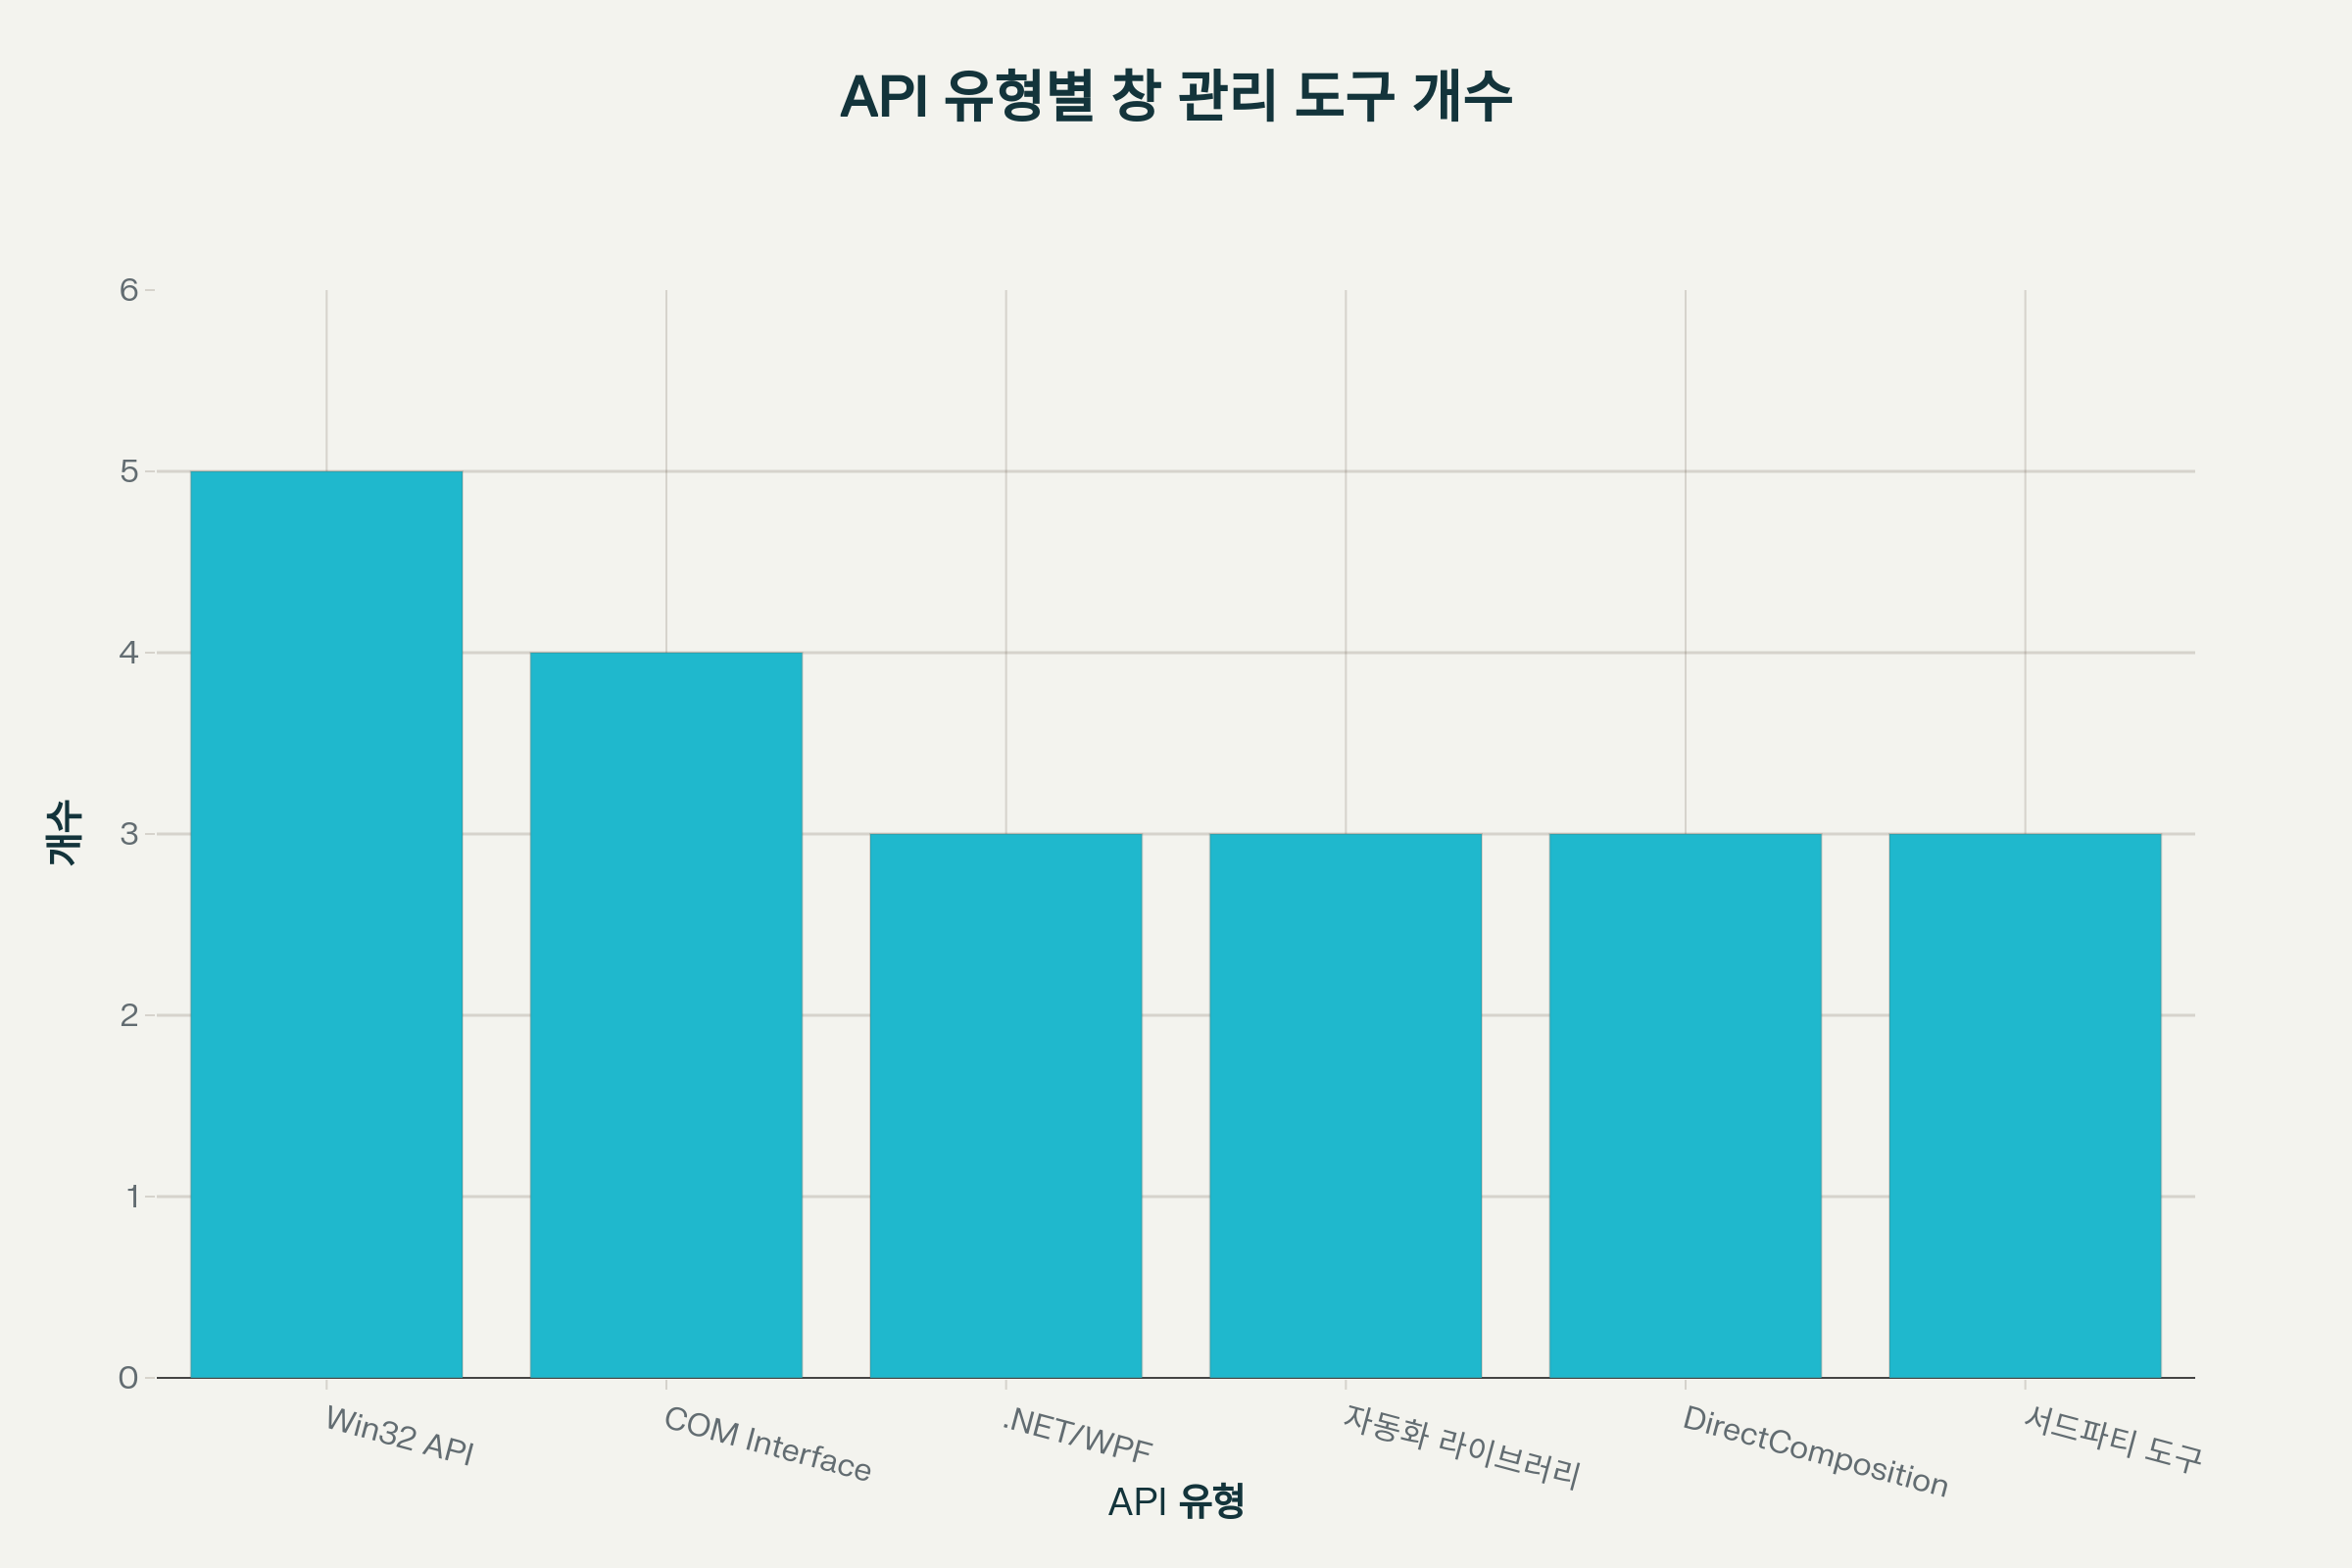 API 유형별 창 관리 도구 개수
개수
6
5
4
3
2
1
0
Win32 API
COM Interface
.NET/WPF
자동화 라이브러리
DirectComposition
서드파티 도구
API 유형